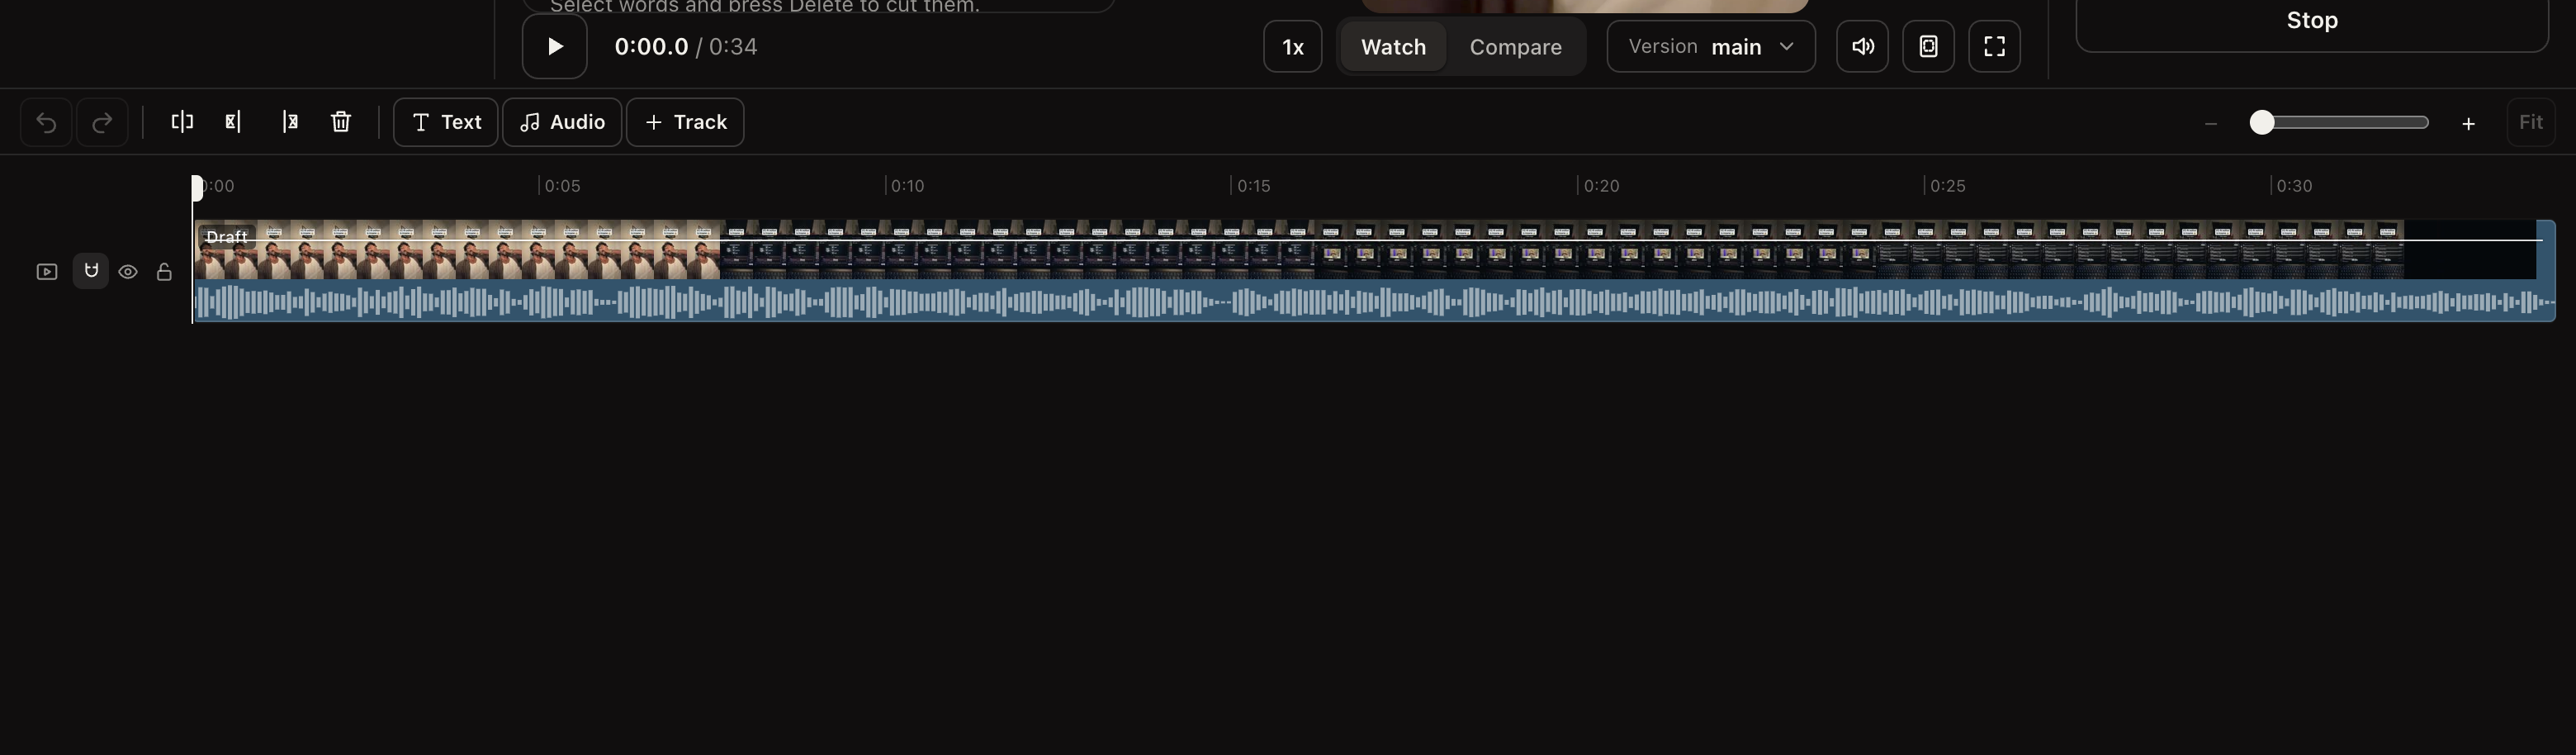 Select words and press Delete to cut them.
Stop
0:00.0 / 0:34
1x
Watch
Compare
Version main
Text
Audio
Track
Fit
0:00
0:05
0:10
0:15
0:20
0:25
0:30
Draft